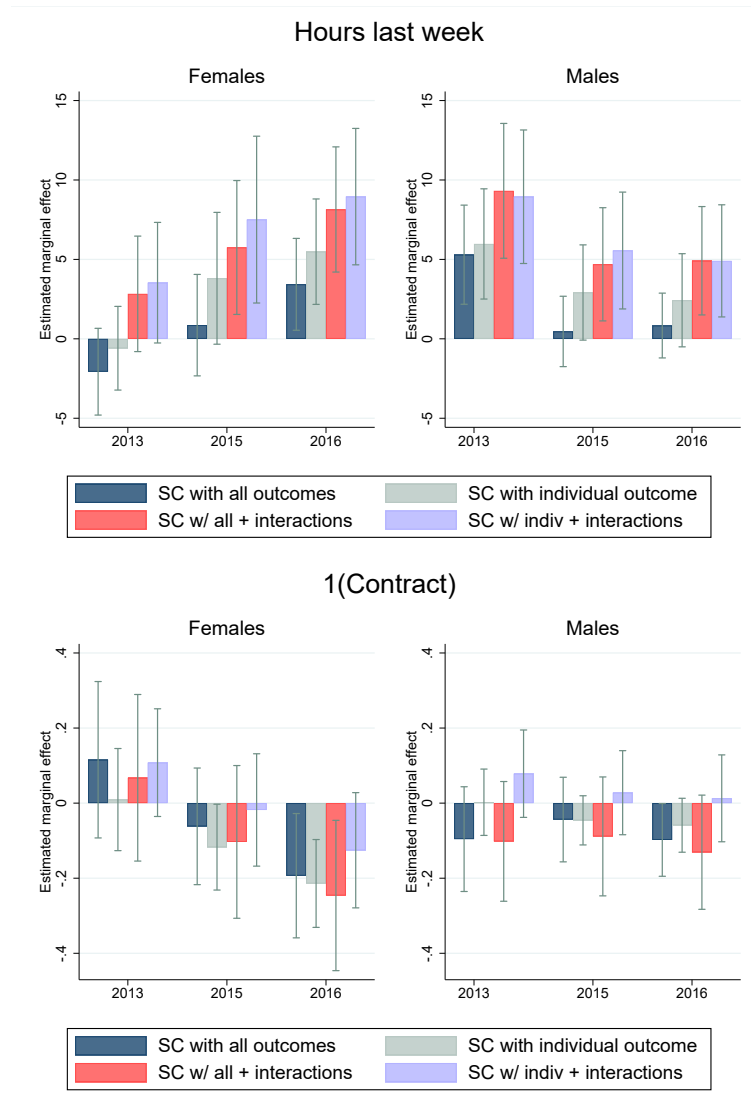 Hours last week
Females
Males
Estimated marginal effect
15
10
5
0
-5
2013
2015
2016
Estimated marginal effect
15
10
5
0
-5
2013
2015
2016
SC with all outcomes
SC with individual outcome
SC w/ all + interactions
SC w/ indiv + interactions
1(Contract)
Females
Males
Estimated marginal effect
.4
.2
0
-.2
-.4
2013
2015
2016
Estimated marginal effect
.4
.2
0
-.2
-.4
2013
2015
2016
SC with all outcomes
SC with individual outcome
SC w/ all + interactions
SC w/ indiv + interactions